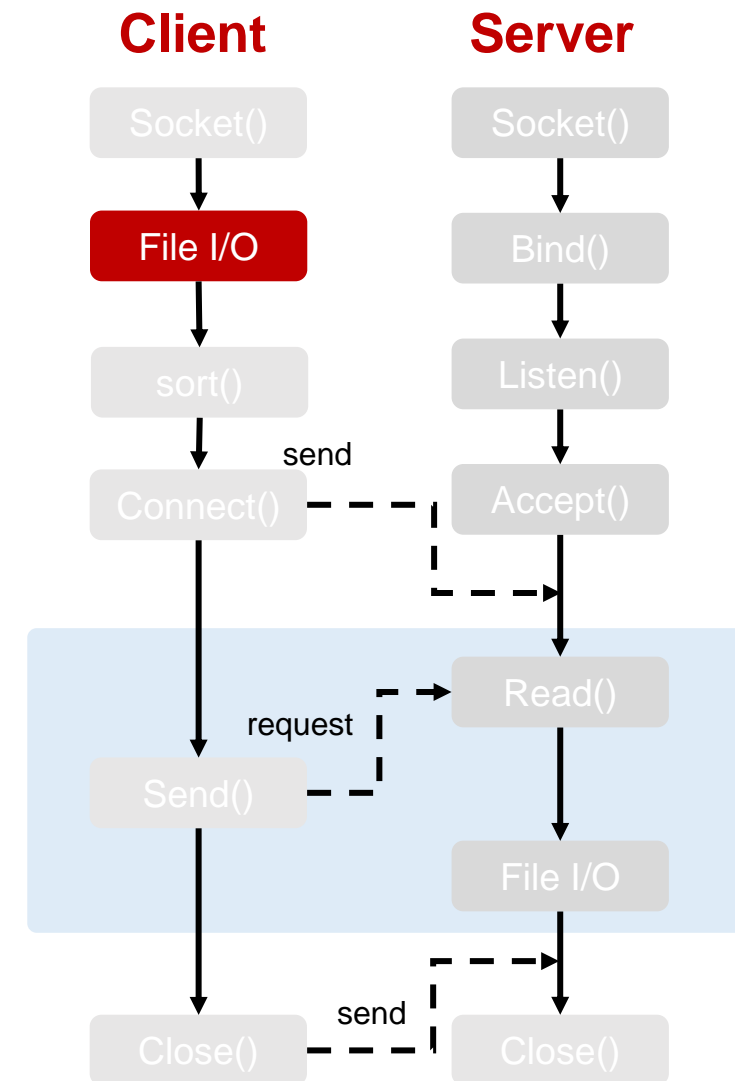 Client
Server
Socket()
Socket()
File I/O
Bind()
sort()
Listen()
send
Connect()
Accept()
Read()
request
Send()
File I/O
send
Close()
Close()